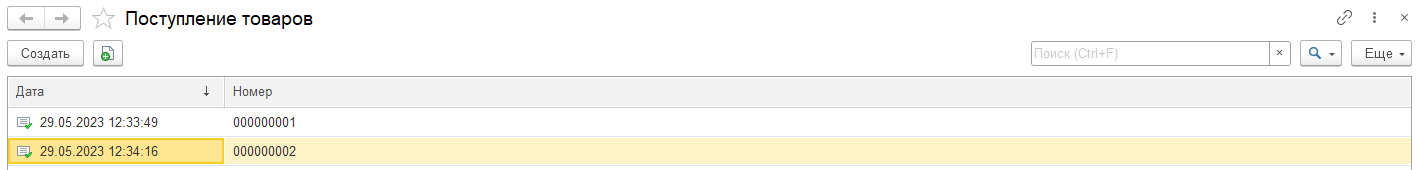 Поступление товаров
Создать Поиск (Ctrl+F) × Еще
Дата ↓ Номер
29.05.2023 12:33:49 000000001
29.05.2023 12:34:16 000000002